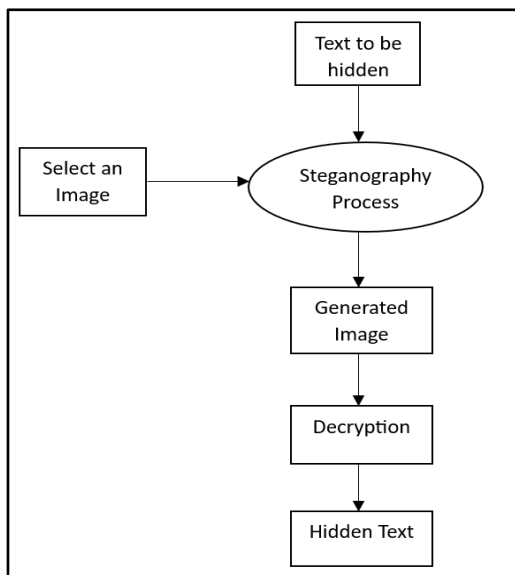 Text to be
hidden
Select an
Image
Steganography
Process
Generated
Image
Decryption
Hidden Text